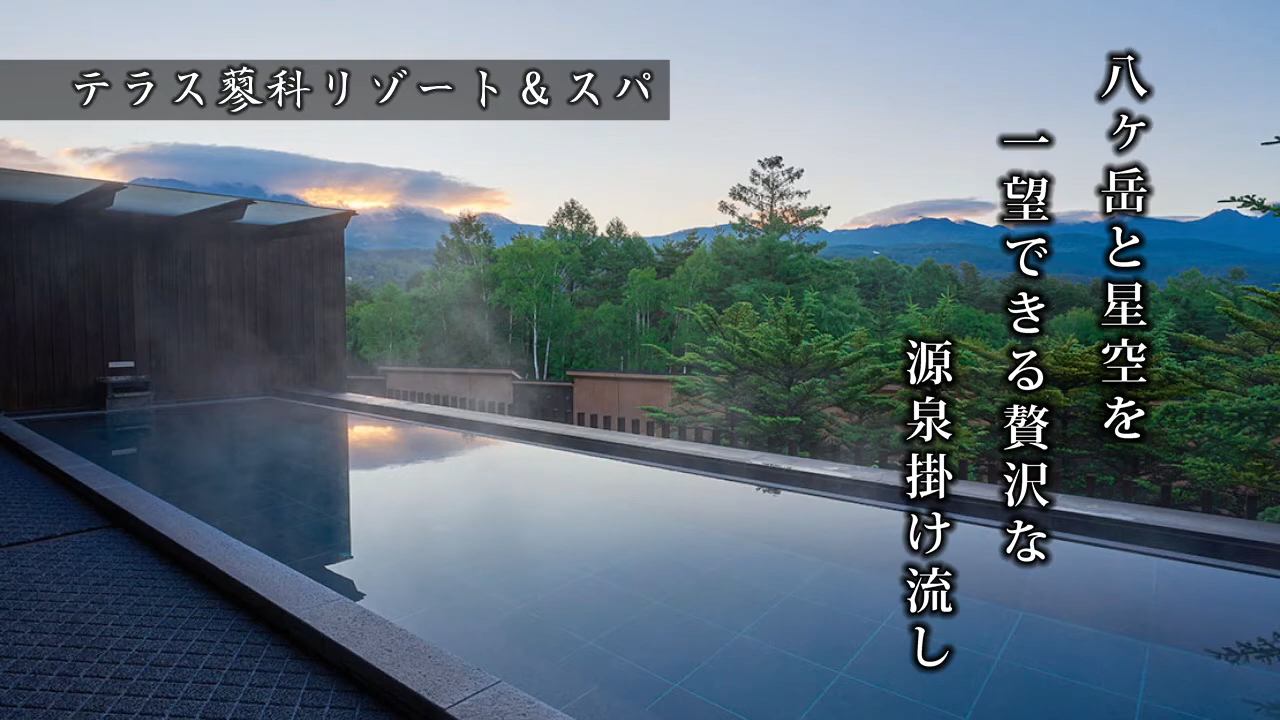 テラス蓼科リゾート＆スパ
八ヶ岳と星空を
一望できる贅沢な
源泉掛け流し